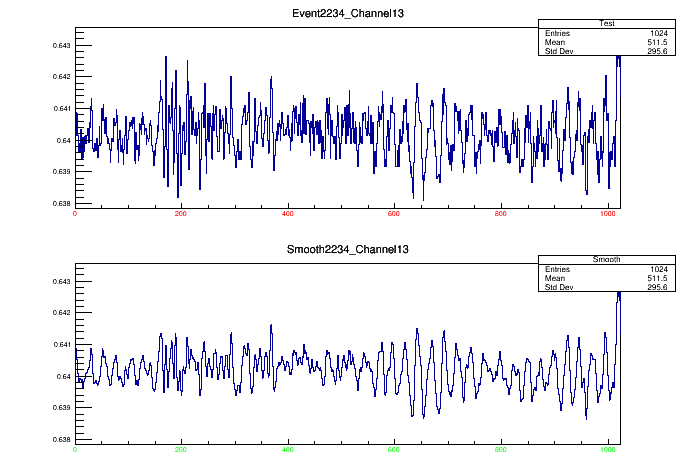 Event2234_Channel13
Test
Entries 1024
Mean 511.5
Std Dev 295.6
0.643
0.642
0.641
0.64
0.639
0.638
0 200 400 600 800 1000
Smooth2234_Channel13
Smooth
Entries 1024
Mean 511.5
Std Dev 295.6
0.643
0.642
0.641
0.64
0.639
0.638
0 200 400 600 800 1000